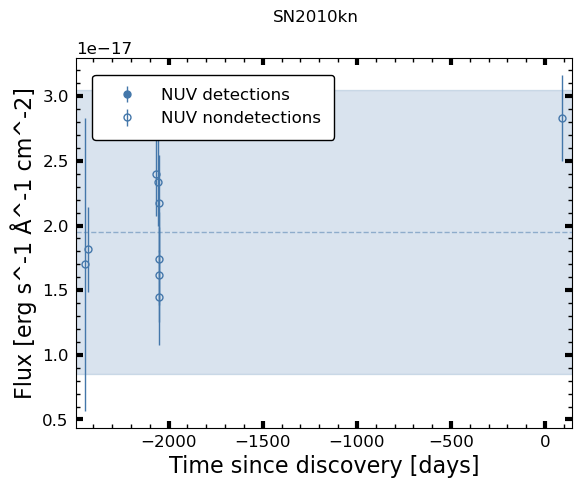 SN2010kn
1e−17
NUV detections
NUV nondetections
3.0
2.5
2.0
1.5
1.0
0.5
Flux [erg s^-1 Å^-1 cm^-2]
−2000
−1500
−1000
−500
0
Time since discovery [days]